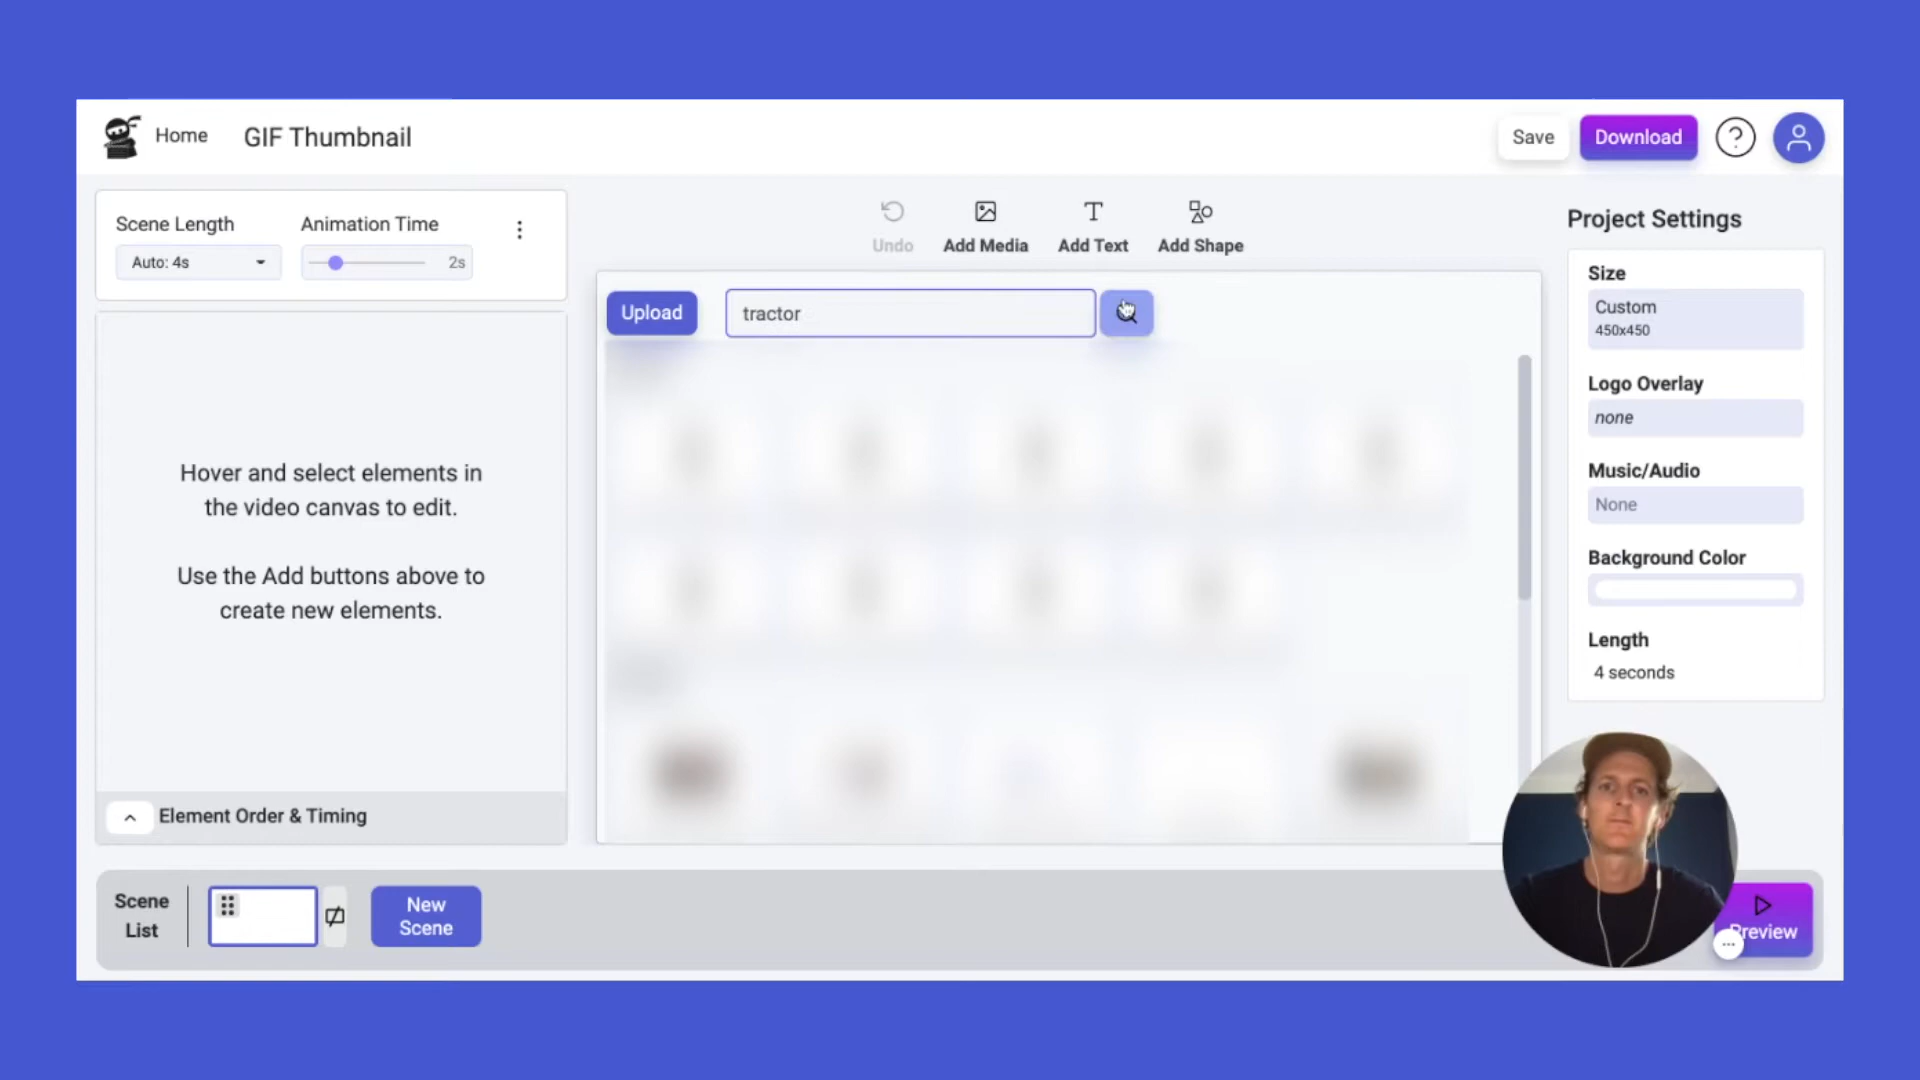 Home
GIF Thumbnail
Save
Download
?
Scene Length
Animation Time
Auto: 4s
2s
Undo
Add Media
Add Text
Add Shape
Upload
tractor
Hover and select elements in
the video canvas to edit.
Use the Add buttons above to
create new elements.
Element Order & Timing
Project Settings
Size
Custom
450x450
Logo Overlay
none
Music/Audio
None
Background Color
Length
4 seconds
Scene
List
New
Scene
Preview